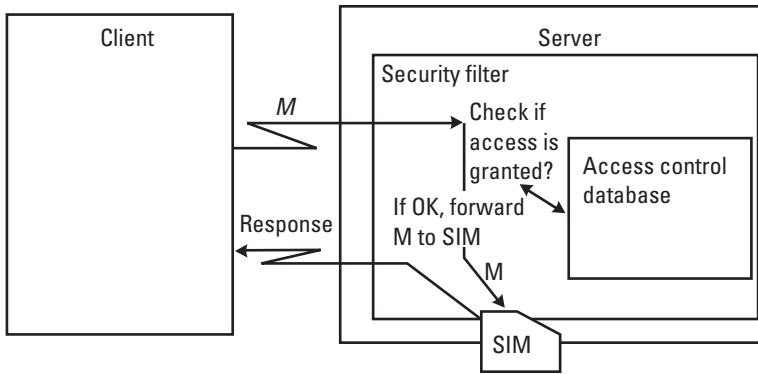 Client
Server
Security filter
M
Check if
access is
granted?
Access control
database
If OK, forward
M to SIM
Response
M
SIM